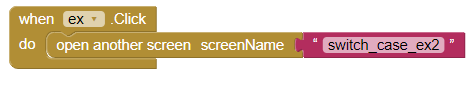 when ex .Click
do open another screen screenName " switch_case_ex2 "